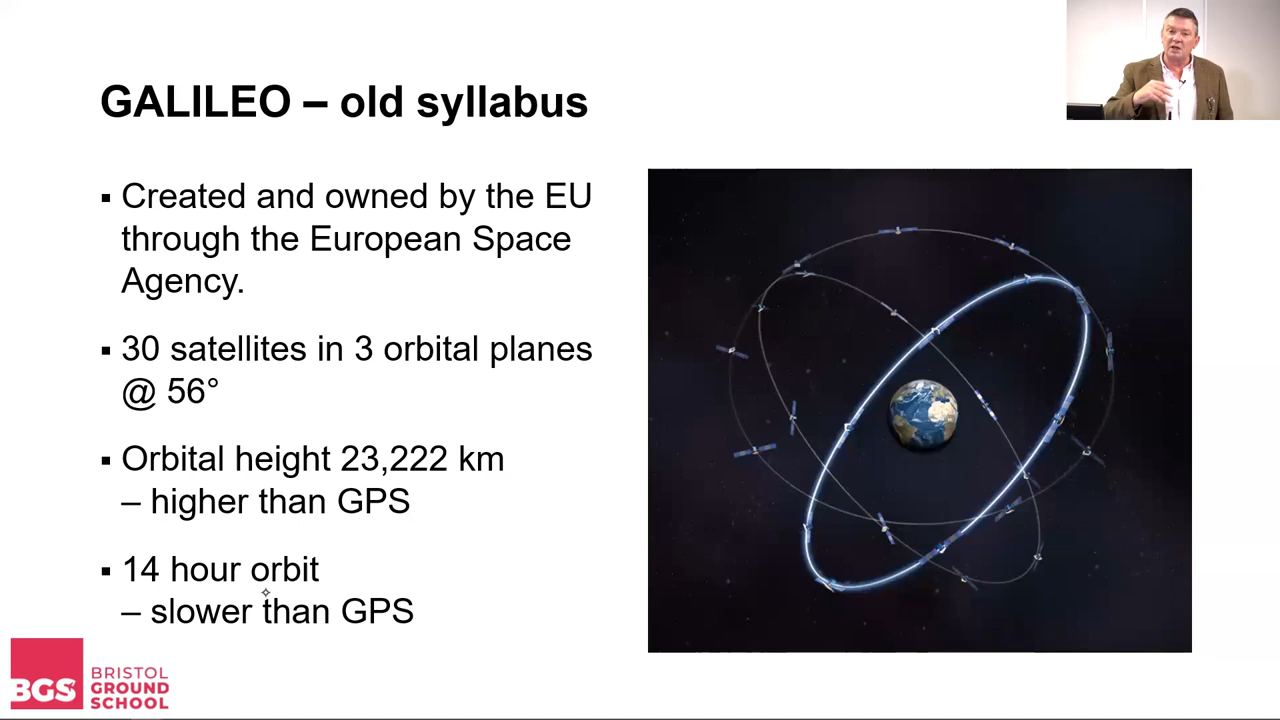 GALILEO – old syllabus
▪ Created and owned by the EU
through the European Space
Agency.
▪ 30 satellites in 3 orbital planes
@ 56°
▪ Orbital height 23,222 km
– higher than GPS
▪ 14 hour orbit
– slower than GPS
BGS
BRISTOL
GROUND
SCHOOL